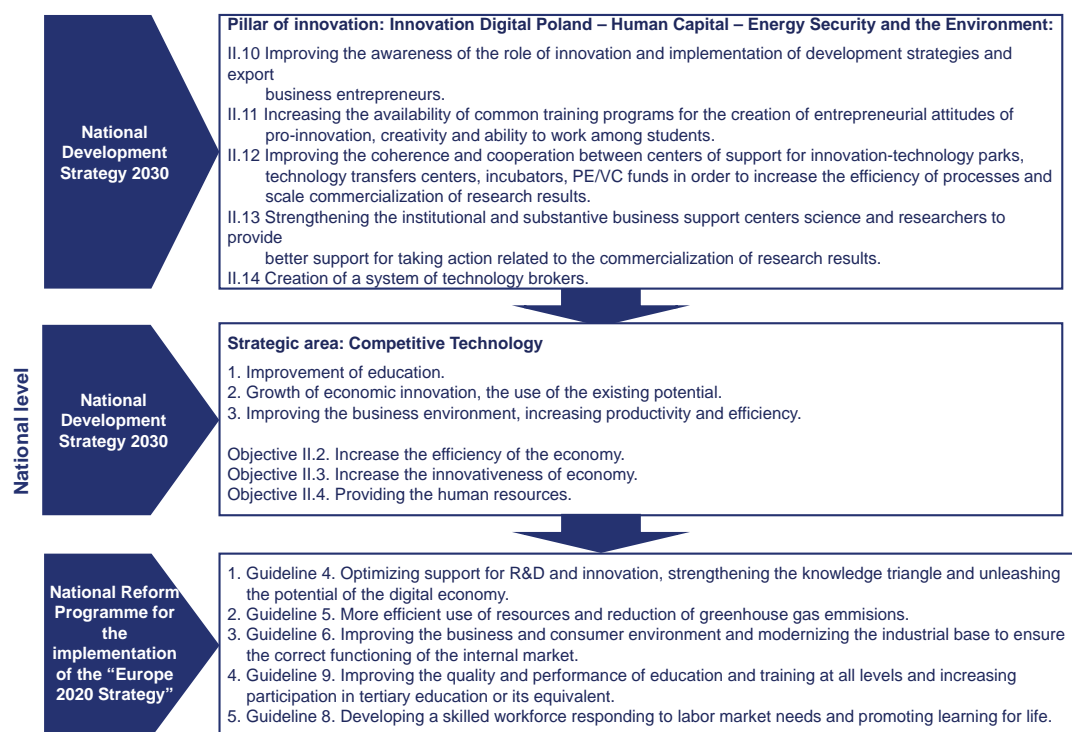 National level
National
Development
Strategy 2030
Pillar of innovation: Innovation Digital Poland – Human Capital – Energy Security and the Environment:
II.10 Improving the awareness of the role of innovation and implementation of development strategies and
export
business entrepreneurs.
II.11 Increasing the availability of common training programs for the creation of entrepreneurial attitudes of
pro-innovation, creativity and ability to work among students.
II.12 Improving the coherence and cooperation between centers of support for innovation-technology parks,
technology transfers centers, incubators, PE/VC funds in order to increase the efficiency of processes and
scale commercialization of research results.
II.13 Strengthening the institutional and substantive business support centers science and researchers to
provide
better support for taking action related to the commercialization of research results.
II.14 Creation of a system of technology brokers.
National
Development
Strategy 2030
Strategic area: Competitive Technology
1. Improvement of education.
2. Growth of economic innovation, the use of the existing potential.
3. Improving the business environment, increasing productivity and efficiency.
Objective II.2. Increase the efficiency of the economy.
Objective II.3. Increase the innovativeness of economy.
Objective II.4. Providing the human resources.
National Reform
Programme for
the
implementation
of the “Europe
2020 Strategy”
1. Guideline 4. Optimizing support for R&D and innovation, strengthening the knowledge triangle and unleashing
the potential of the digital economy.
2. Guideline 5. More efficient use of resources and reduction of greenhouse gas emmisions.
3. Guideline 6. Improving the business and consumer environment and modernizing the industrial base to ensure
the correct functioning of the internal market.
4. Guideline 9. Improving the quality and performance of education and training at all levels and increasing
participation in tertiary education or its equivalent.
5. Guideline 8. Developing a skilled workforce responding to labor market needs and promoting learning for life.